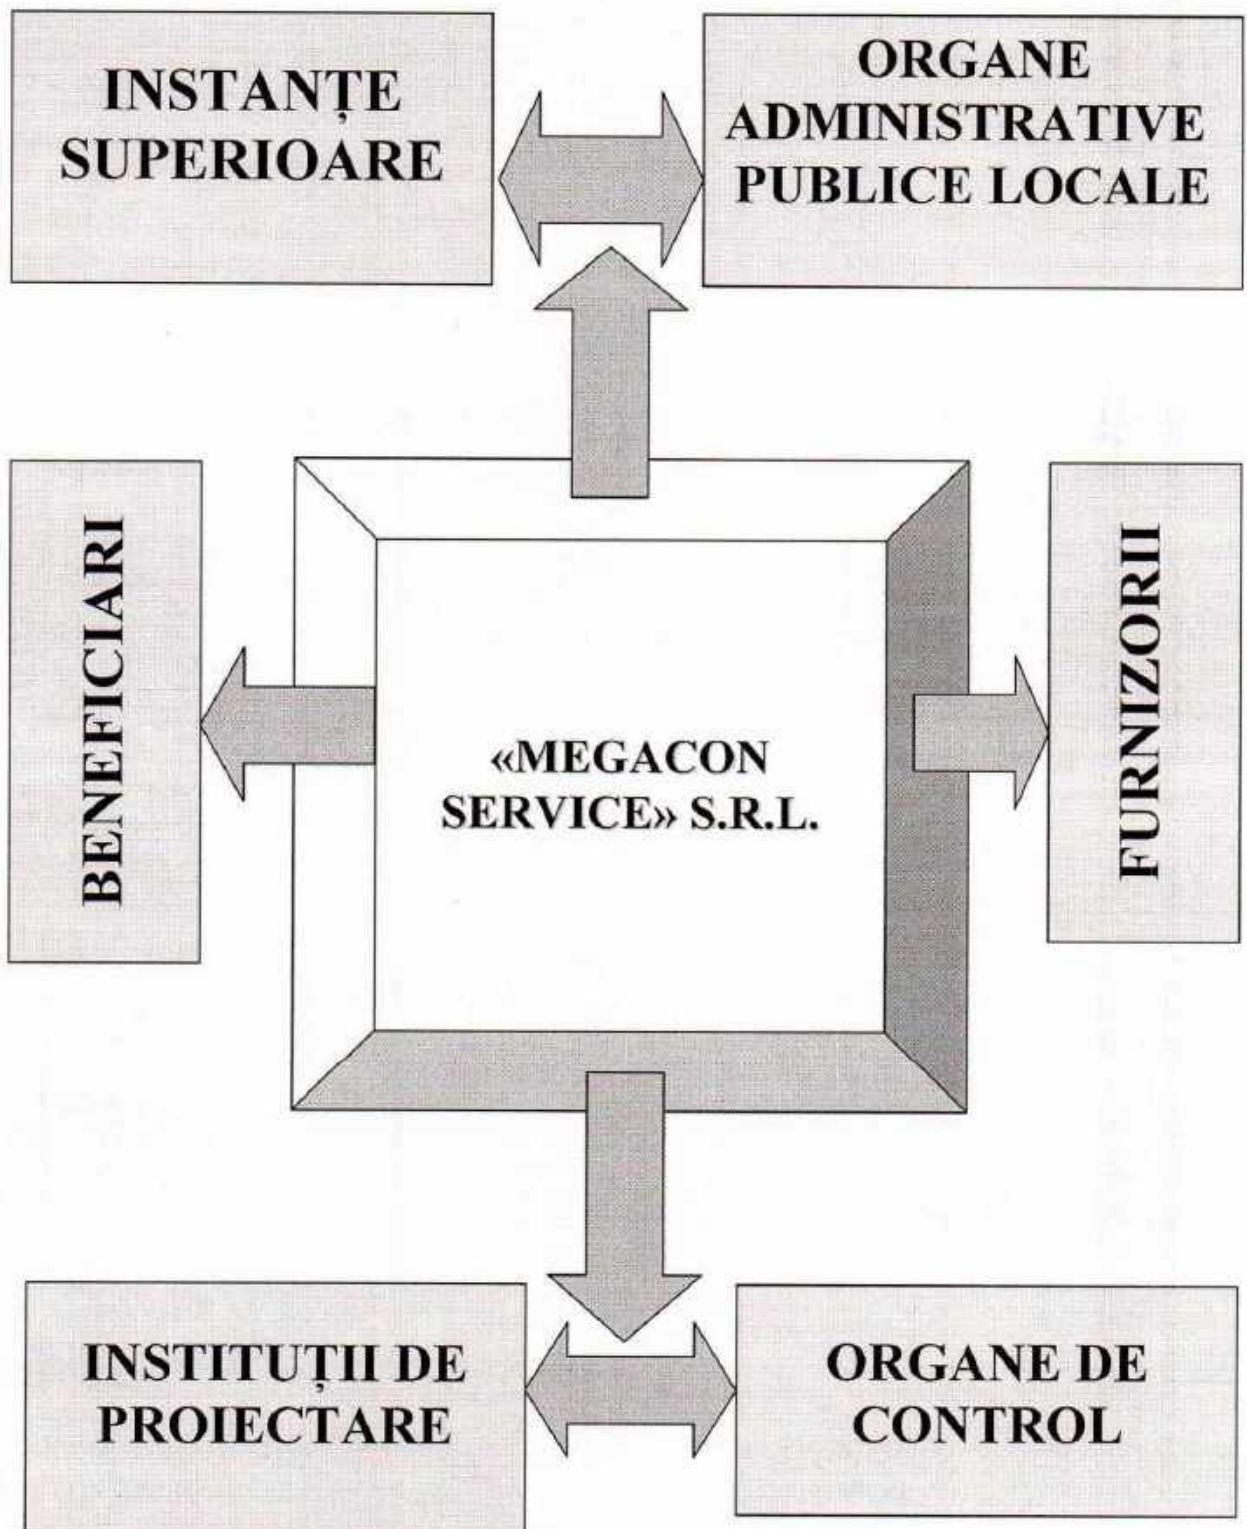 INSTANȚE
SUPERIOARE
ORGANE
ADMINISTRATIVE
PUBLICE LOCALE
BENEFICIARI
«MEGACON
SERVICE» S.R.L.
FURNIZORII
INSTITUȚII DE
PROIECTARE
ORGANE DE
CONTROL